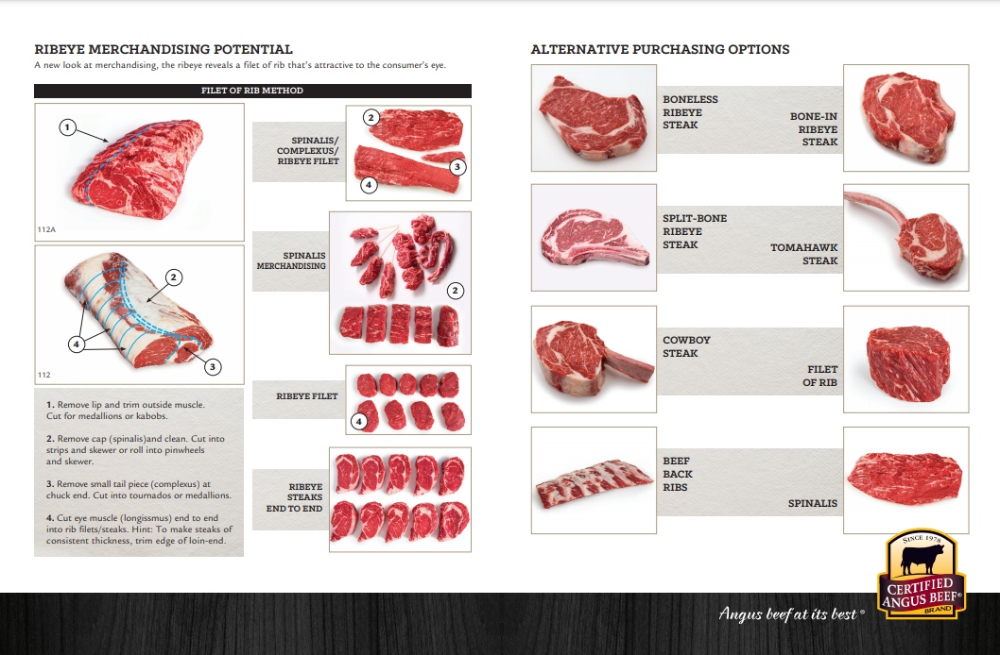 RIBEYE MERCHANDISING POTENTIAL
A new look at merchandising, the ribeye reveals a filet of rib that's attractive to the consumer's eye.
FILET OF RIB METHOD
1
112A
2
4
3
112
1. Remove lip and trim outside muscle.
Cut for medallions or kabobs.
2. Remove cap (spinalis)and clean. Cut into
strips and skewer or roll into pinwheels
and skewer.
3. Remove small tail piece (complexus) at
chuck end. Cut into tournados or medallions.
4. Cut eye muscle (longissmus) end to end
into rib filets/steaks. Hint: To make steaks of
consistent thickness, trim edge of loin-end.
SPINALIS/
COMPLEXUS/
RIBEYE FILET
2
3
4
SPINALIS
MERCHANDISING
2
RIBEYE FILET
4
RIBEYE
STEAKS
END TO END
ALTERNATIVE PURCHASING OPTIONS
BONELESS
RIBEYE
STEAK
BONE-IN
RIBEYE
STEAK
SPLIT-BONE
RIBEYE
STEAK
TOMAHAWK
STEAK
COWBOY
STEAK
FILET
OF RIB
BEEF
BACK
RIBS
SPINALIS
Angus beef at its best ®
SINCE 1978
CERTIFIED
ANGUS BEEF®
BRAND